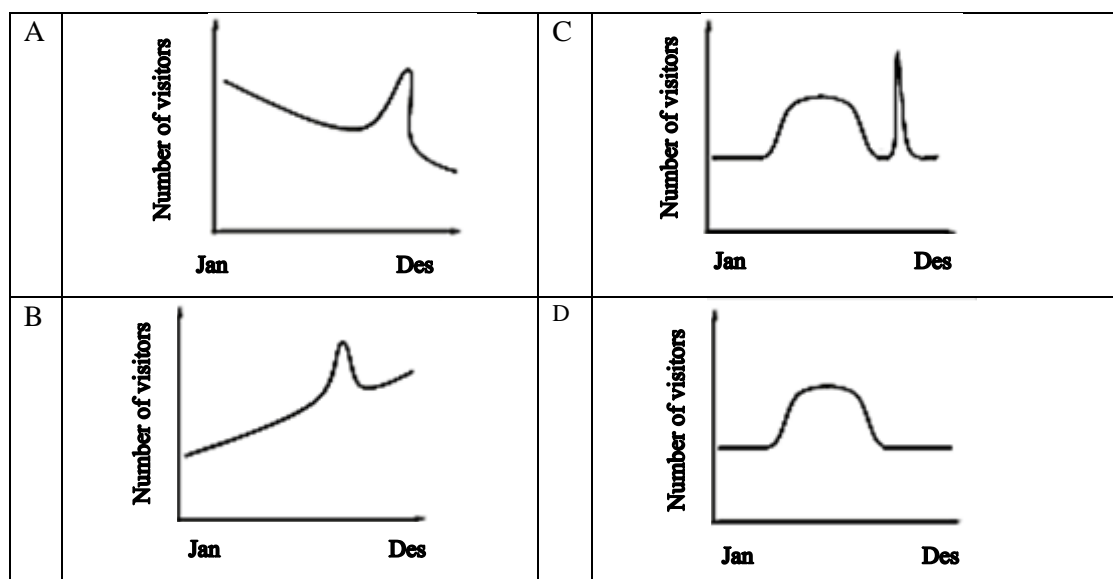 A
Number of visitors
Jan Des
C
Number of visitors
Jan Des
B
Number of visitors
Jan Des
D
Number of visitors
Jan Des